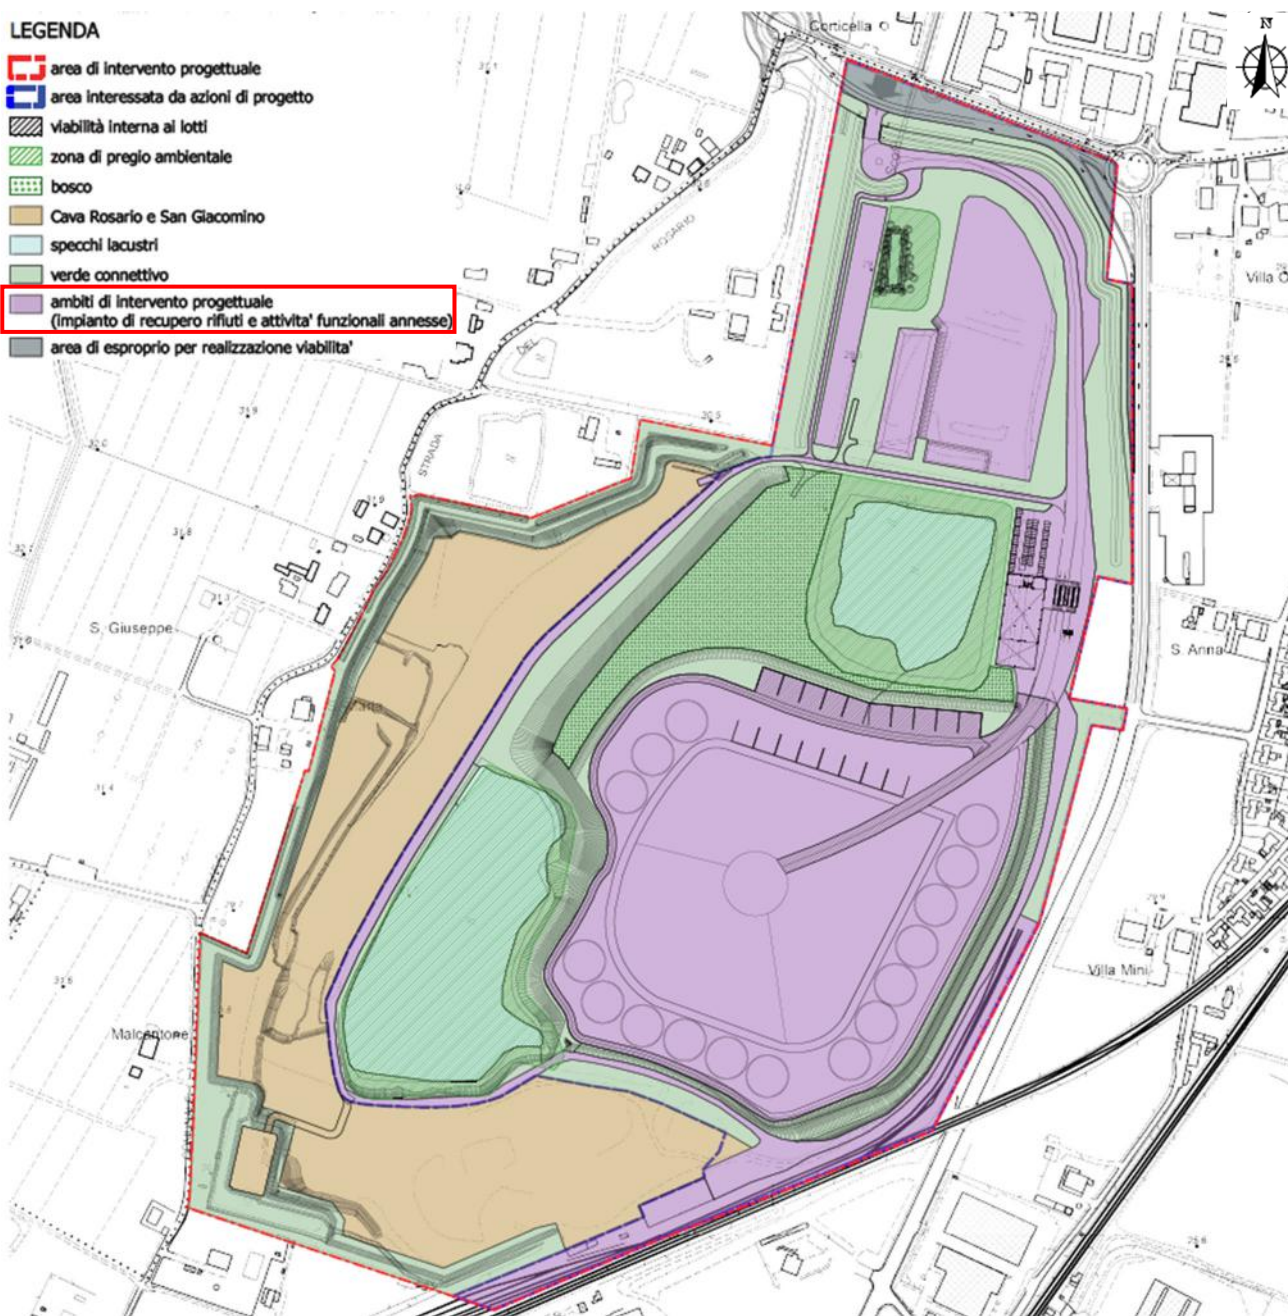 LEGENDA
area di intervento progettuale
area interessata da azioni di progetto
viabilità interna ai lotti
zona di pregio ambientale
bosco
Cava Rosario e San Giacomino
specchi lacustri
verde connettivo
ambiti di intervento progettuale
(impianto di recupero rifiuti e attivita' funzionali annesse)
area di esproprio per realizzazione viabilita'
N
Corticella
ROSARIO
DEL
STRADA
Villa
S. Giuseppe
S. Anna
Villa Mini
Malcantone